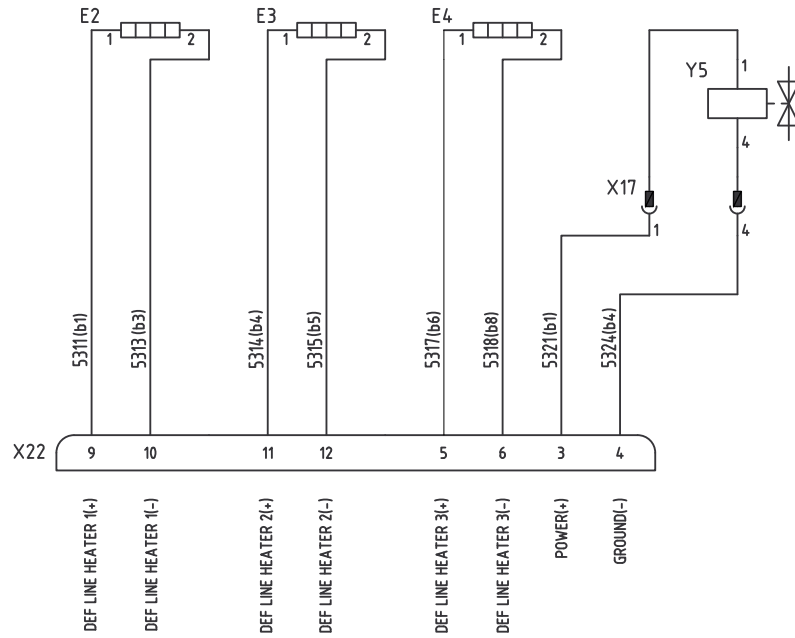 E2
E3
E4
1
2
1
2
1
2
1
Y5
4
X17
1
4
5311(b1)
5313(b3)
5314(b4)
5315(b5)
5317(b6)
5318(b8)
5321(b1)
5324(b4)
X22
9
10
11
12
5
6
3
4
DEF LINE HEATER 1(+)
DEF LINE HEATER 1(-)
DEF LINE HEATER 2(+)
DEF LINE HEATER 2(-)
DEF LINE HEATER 3(+)
DEF LINE HEATER 3(-)
POWER(+)
GROUND(-)